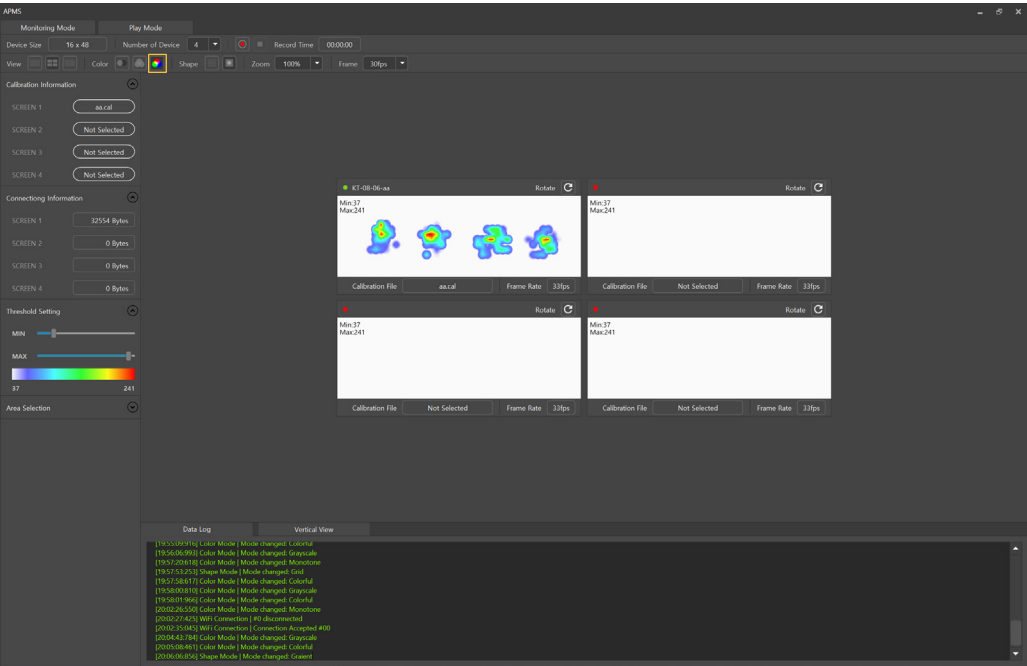 APMS
Monitoring Mode Play Mode
Device Size 16 x 48 Number of Device 4 Record Time 00:00:00
View Color Shape Zoom 100% Frame 30fps
Calibration Information
SCREEN 1 aa.cal
SCREEN 2 Not Selected
SCREEN 3 Not Selected
SCREEN 4 Not Selected
Connectiong Information
SCREEN 1 32554 Bytes
SCREEN 2 0 Bytes
SCREEN 3 0 Bytes
SCREEN 4 0 Bytes
Threshold Setting
MIN
MAX
37 241
Area Selection
KT-08-06-aa Rotate
Min:37
Max:241
Calibration File aa.cal Frame Rate 33fps
Rotate
Min:37
Max:241
Calibration File Not Selected Frame Rate 33fps
Rotate
Min:37
Max:241
Calibration File Not Selected Frame Rate 33fps
Rotate
Min:37
Max:241
Calibration File Not Selected Frame Rate 33fps
Data Log Vertical View
[19:55:09:916] Color Mode | Mode changed: Colorful
[19:56:06:993] Color Mode | Mode changed: Grayscale
[19:57:20:618] Color Mode | Mode changed: Monotone
[19:57:53:253] Shape Mode | Mode changed: Grid
[19:57:58:617] Color Mode | Mode changed: Colorful
[19:58:00:810] Color Mode | Mode changed: Grayscale
[19:58:01:966] Color Mode | Mode changed: Colorful
[20:02:26:550] Color Mode | Mode changed: Monotone
[20:02:27:425] WiFi Connection | #0 disconnected
[20:02:35:045] WiFi Connection | Connection Accepted #00
[20:04:43:784] Color Mode | Mode changed: Grayscale
[20:05:08:461] Color Mode | Mode changed: Colorful
[20:06:06:856] Shape Mode | Mode changed: Graient